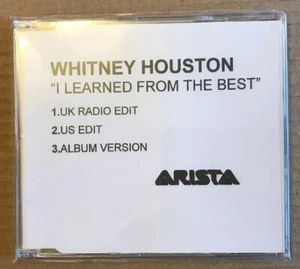 WHITNEY HOUSTON
"I LEARNED FROM THE BEST"
1.UK RADIO EDIT
2.US EDIT
3.ALBUM VERSION
ARISTA